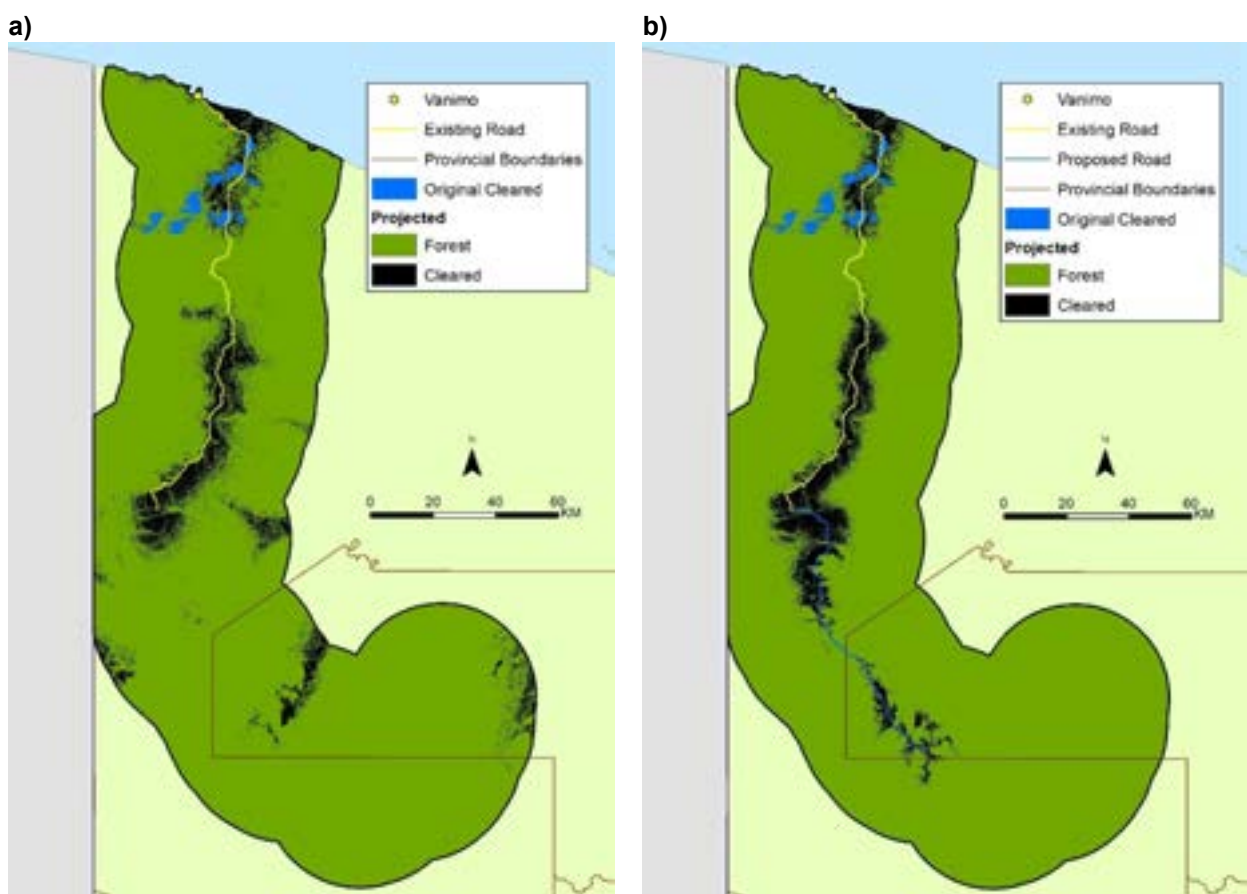 a)
Vanimo
Existing Road
Provincial Boundaries
Original Cleared
Projected
Forest
Cleared
N
0 20 40 60
KM
b)
Vanimo
Existing Road
Proposed Road
Provincial Boundaries
Original Cleared
Projected
Forest
Cleared
N
0 20 40 60
KM